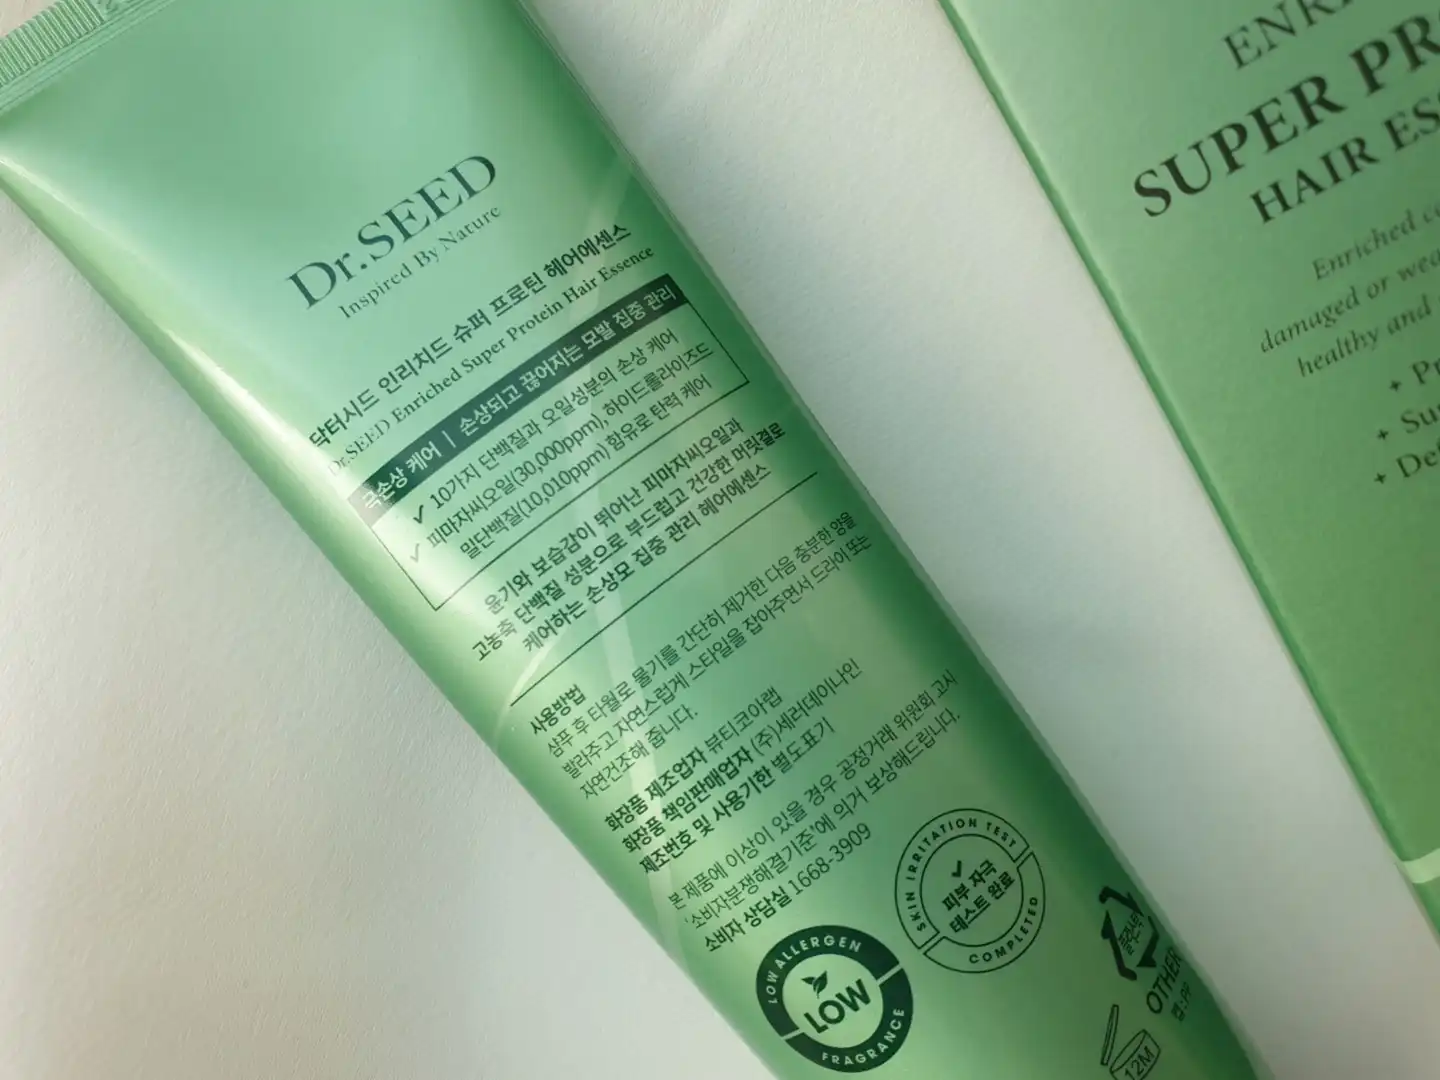 Dr.SEED
Inspired By Nature
닥터시드 인리치드 슈퍼 프로틴 헤어에센스
Dr.SEED Enriched Super Protein Hair Essence
극손상 케어 | 손상되고 끊어지는 모발 집중 관리
✓ 10가지 단백질과 오일성분의 손상 케어
✓ 피마자씨오일(30,000ppm), 하이드롤라이즈드
밀단백질(10,010ppm) 함유로 탄력 케어
윤기와 보습감이 뛰어난 피마자씨오일과
고농축 단백질 성분으로 부드럽고 건강한 머릿결로
케어하는 손상모 집중 관리 헤어에센스
사용방법
샴푸 후 타월로 물기를 간단히 제거한 다음 충분한 양을
발라주고 자연스럽게 스타일을 잡아주면서 드라이 또는
자연건조해 줍니다.
화장품 제조업자 뷰티코아랩
화장품 책임판매업자 (주)세러데이나인
제조번호 및 사용기한 별도표기
본 제품에 이상이 있을 경우 공정거래 위원회 고시
'소비자분쟁해결기준'에 의거 보상해드립니다.
소비자 상담실 1668-3909
LOW ALLERGEN
LOW
FRAGRANCE
SKIN IRRITATION TEST
피부 자극
테스트 완료
COMPLETED
플라스틱
OTHER
캡:PP
12M
SUPER
HAIR
Enriched
damaged or
healthy and